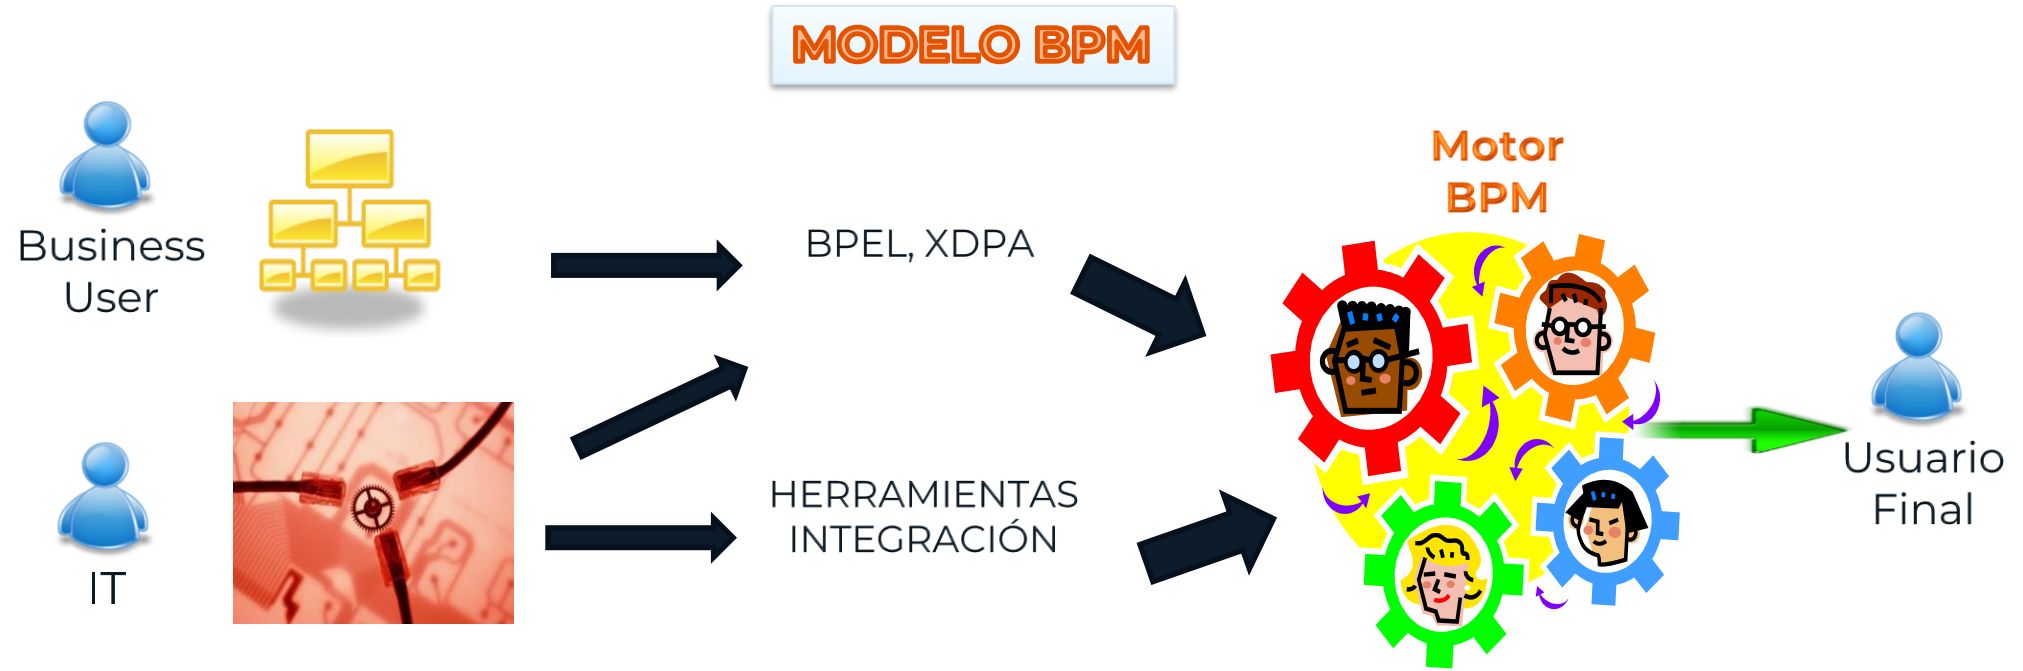 MODELO BPM
Business
User
BPEL, XDPA
Motor
BPM
IT
HERRAMIENTAS
INTEGRACIÓN
Usuario
Final